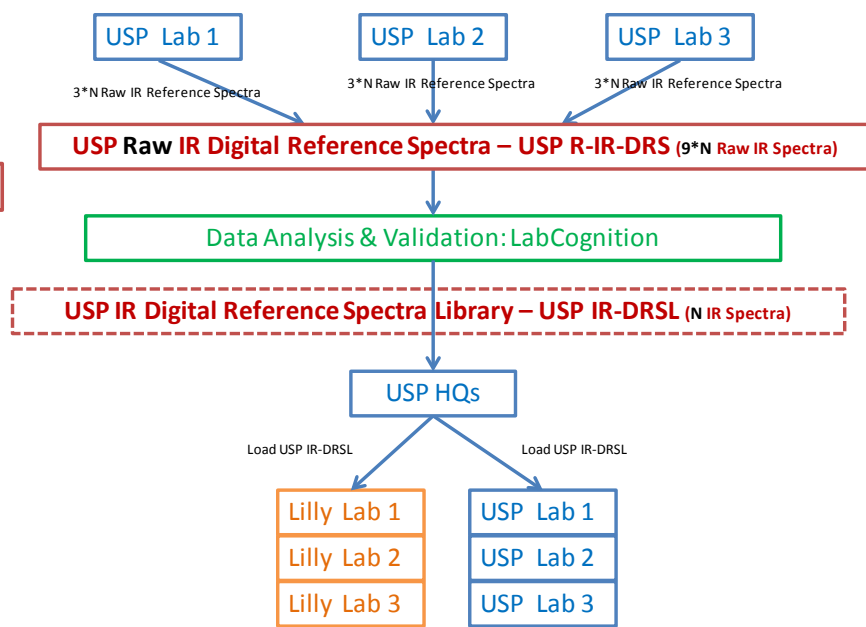 USP Lab 1
USP Lab 2
USP Lab 3
3*N Raw IR Reference Spectra
3*N Raw IR Reference Spectra
3*N Raw IR Reference Spectra
USP Raw IR Digital Reference Spectra – USP R-IR-DRS (9*N Raw IR Spectra)
Data Analysis & Validation: LabCognition
USP IR Digital Reference Spectra Library – USP IR-DRSL (N IR Spectra)
USP HQs
Load USP IR-DRSL
Load USP IR-DRSL
Lilly Lab 1
Lilly Lab 2
Lilly Lab 3
USP Lab 1
USP Lab 2
USP Lab 3